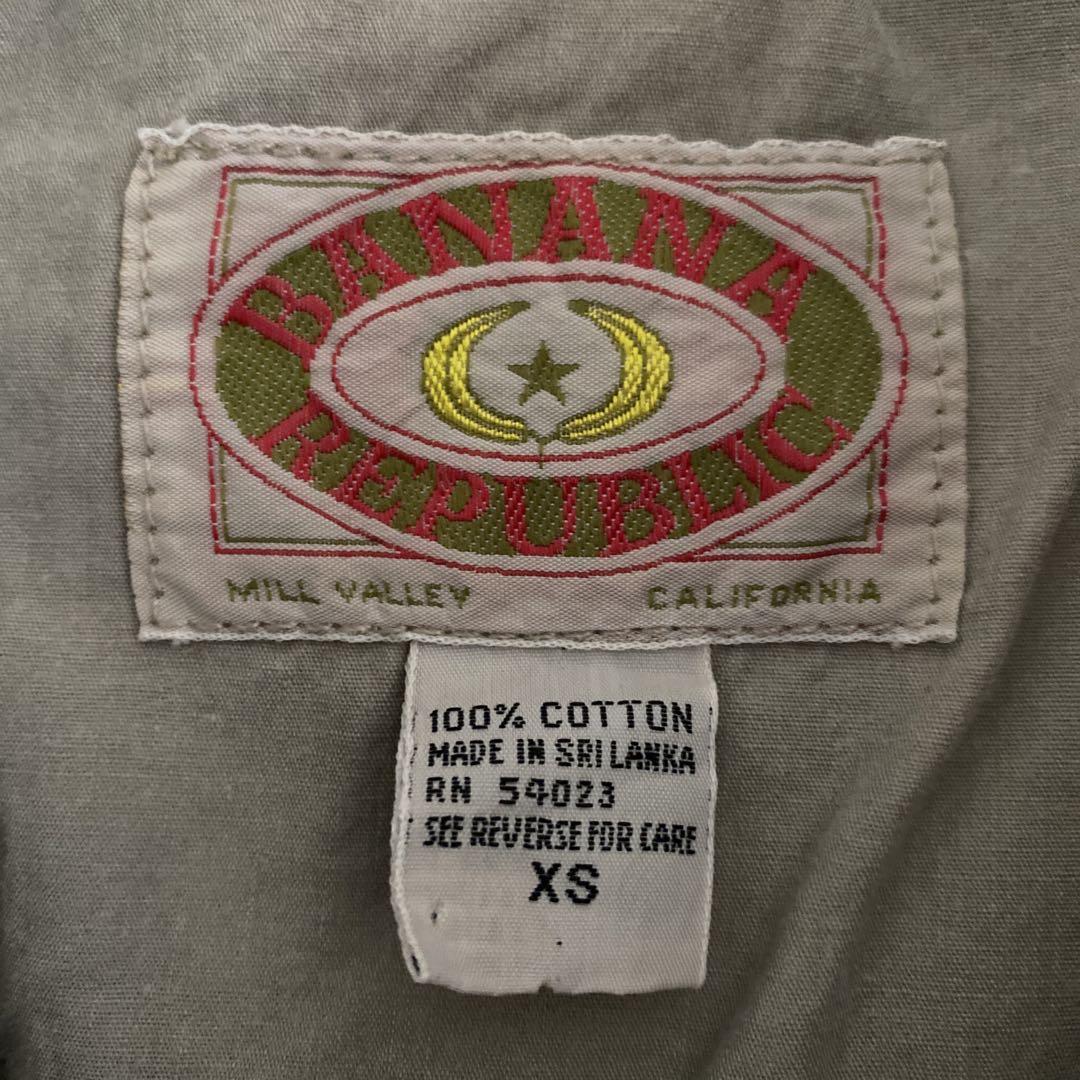 BANANA
REPUBLIC
MILL VALLEY CALIFORNIA
100% COTTON
MADE IN SRI LANKA
RN 54023
SEE REVERSE FOR CARE
XS